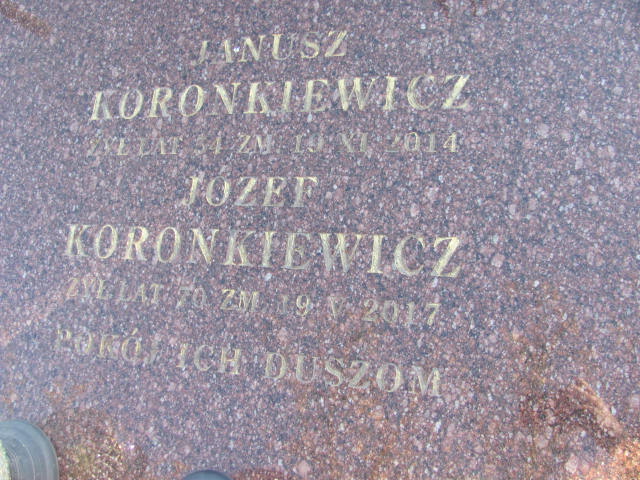 JANUSZ
KORONKIEWICZ
ŻYŁ LAT 34 ZM. 19 XI 2014
JÓZEF
KORONKIEWICZ
ŻYŁ LAT 70 ZM. 19 V 2017
POKÓJ ICH DUSZOM